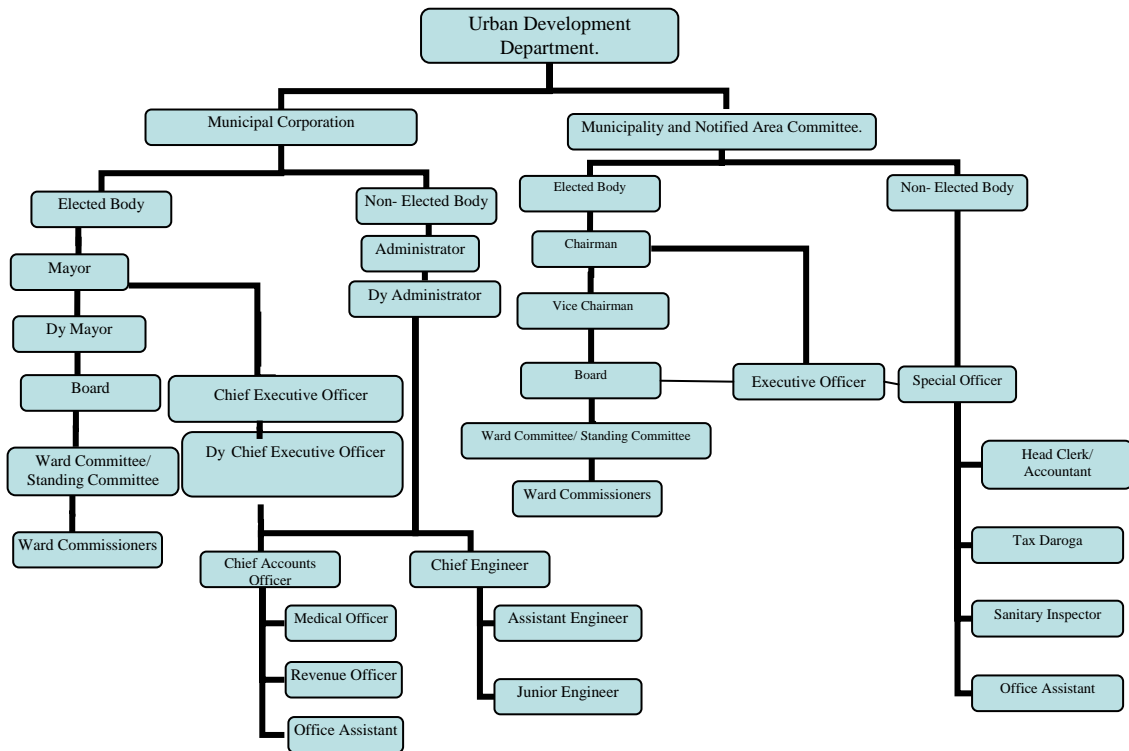 Urban Development
Department.
Municipal Corporation
Municipality and Notified Area Committee.
Elected Body
Non- Elected Body
Elected Body
Non-Elected Body
Mayor
Administrator
Chairman
Dy Mayor
Dy Administrator
Vice Chairman
Board
Chief Executive Officer
Board
Executive Officer
Special Officer
Ward Committee/
Standing Committee
Dy Chief Executive Officer
Ward Committee/ Standing Committee
Head Clerk/
Accountant
Ward Commissioners
Ward Commissioners
Tax Daroga
Chief Accounts
Officer
Chief Engineer
Medical Officer
Assistant Engineer
Sanitary Inspector
Revenue Officer
Junior Engineer
Office Assistant
Office Assistant